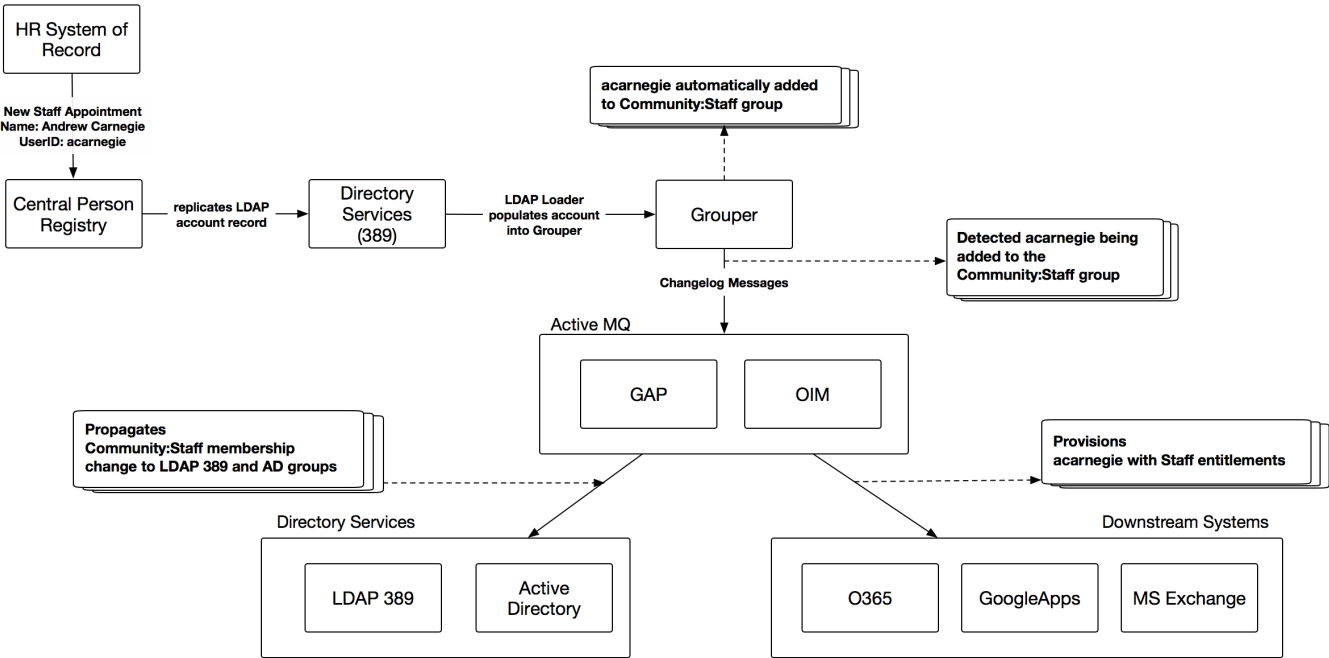 HR System of
Record
New Staff Appointment
Name: Andrew Carnegie
UserID: acarnegie
acarnegie automatically added
to Community:Staff group
Central Person
Registry
replicates LDAP
account record
Directory
Services
(389)
LDAP Loader
populates account
into Grouper
Grouper
Detected acarnegie being
added to the
Community:Staff group
Changelog Messages
Active MQ
GAP
OIM
Propagates
Community:Staff membership
change to LDAP 389 and AD groups
Provisions
acarnegie with Staff entitlements
Directory Services
LDAP 389
Active
Directory
Downstream Systems
O365
GoogleApps
MS Exchange